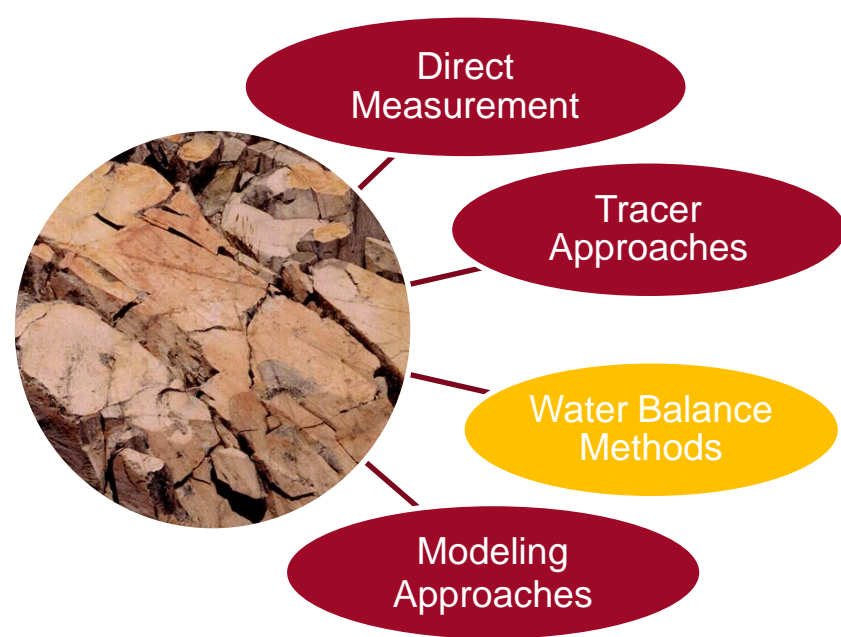 Direct
Measurement
Tracer
Approaches
Water Balance
Methods
Modeling
Approaches